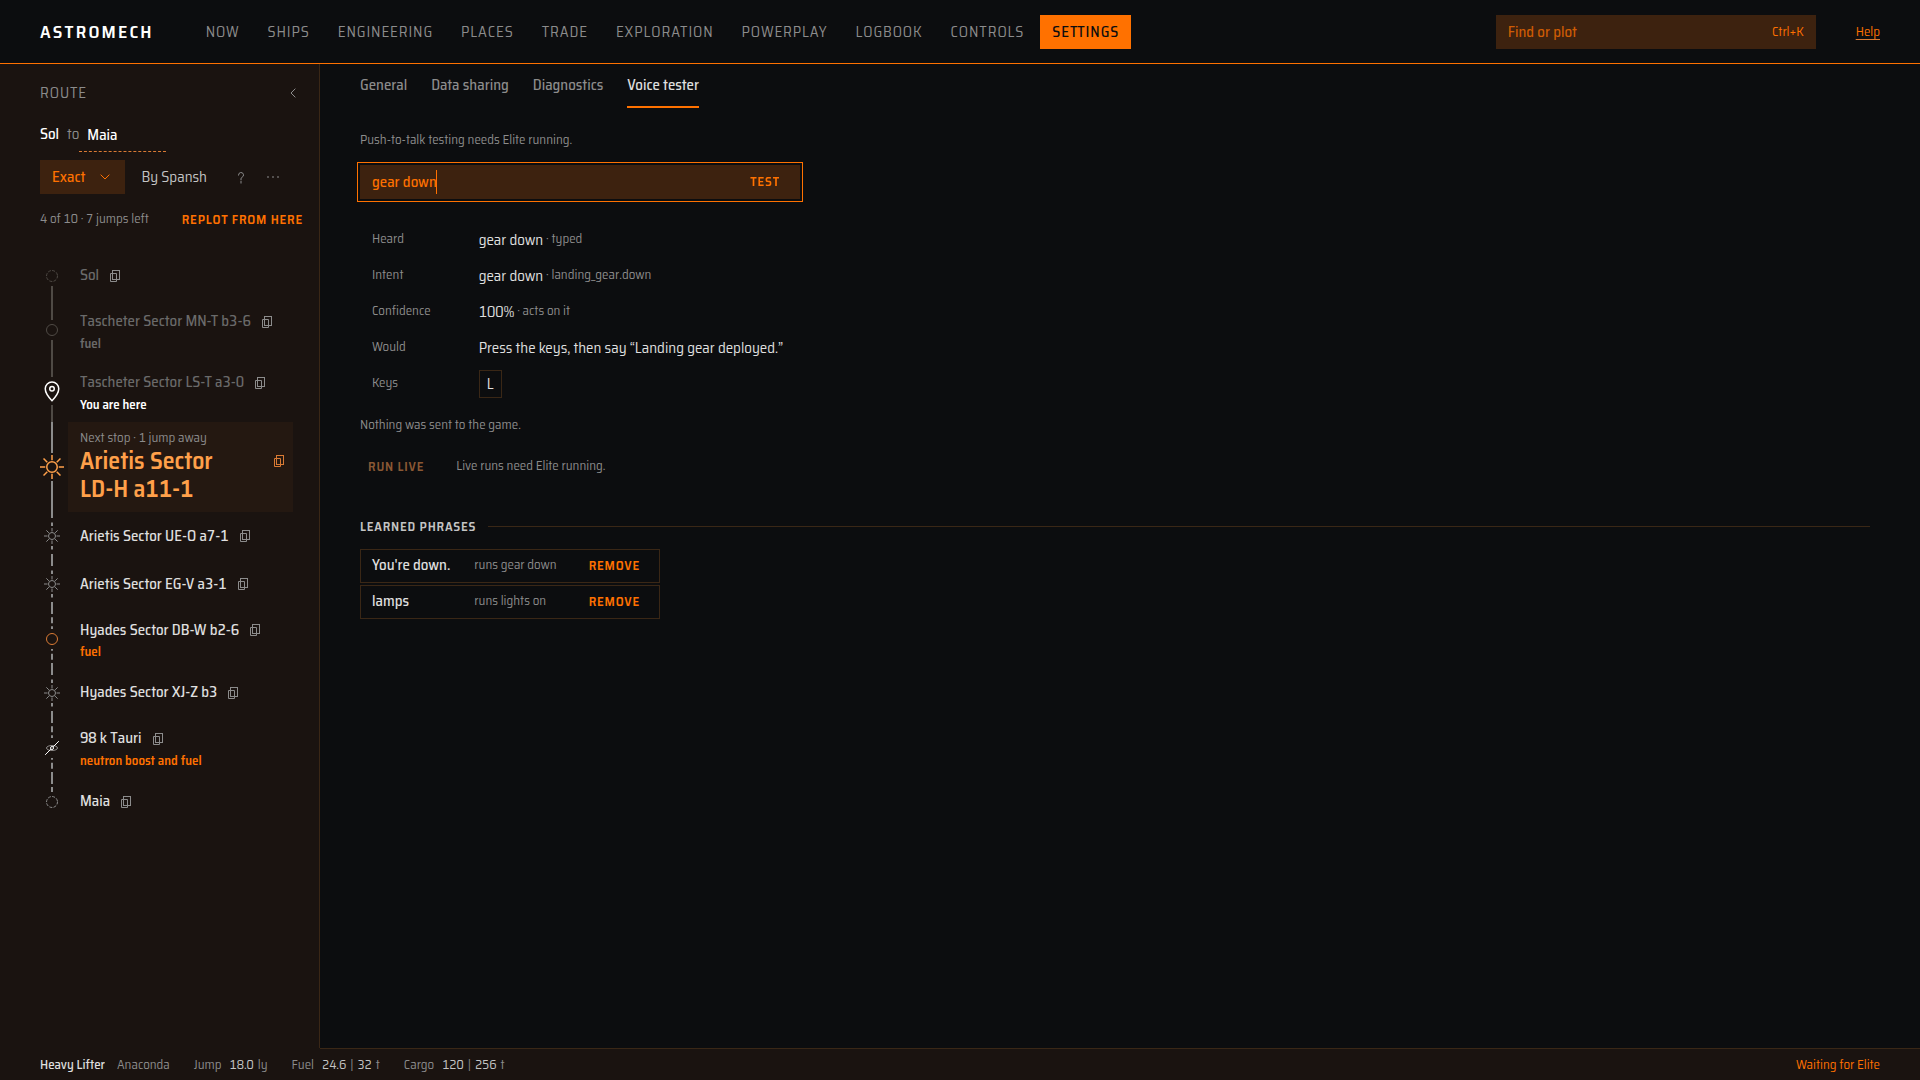 ASTROMECH NOW SHIPS ENGINEERING PLACES TRADE EXPLORATION POWERPLAY LOGBOOK CONTROLS SETTINGS Find or plot Ctrl+K Help
ROUTE
Sol to Maia
Exact By Spansh ? ···
4 of 10 · 7 jumps left REPLOT FROM HERE
Sol
Tascheter Sector MN-T b3-6
fuel
Tascheter Sector LS-T a3-0
You are here
Next stop · 1 jump away
Arietis Sector
LD-H a11-1
Arietis Sector UE-O a7-1
Arietis Sector EG-V a3-1
Hyades Sector DB-W b2-6
fuel
Hyades Sector XJ-Z b3
98 k Tauri
neutron boost and fuel
Maia
General Data sharing Diagnostics Voice tester
Push-to-talk testing needs Elite running.
gear down TEST
Heard gear down · typed
Intent gear down · landing_gear.down
Confidence 100% · acts on it
Would Press the keys, then say “Landing gear deployed.”
Keys L
Nothing was sent to the game.
RUN LIVE Live runs need Elite running.
LEARNED PHRASES
You're down. runs gear down REMOVE
lamps runs lights on REMOVE
Heavy Lifter Anaconda Jump 18.0 ly Fuel 24.6 | 32 t Cargo 120 | 256 t Waiting for Elite